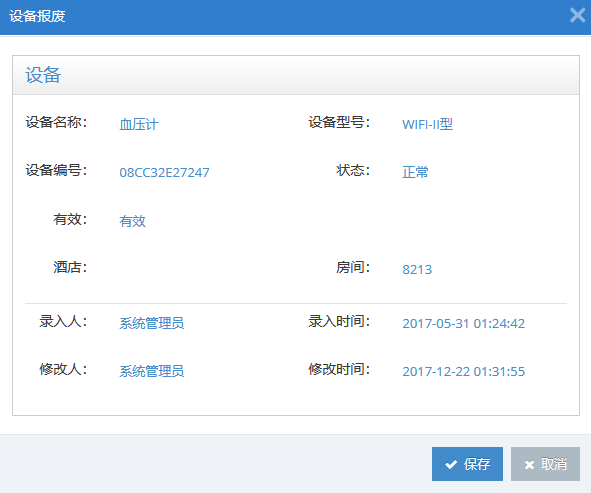 设备报废
设备
设备名称： 血压计 设备型号： WIFI-II型
设备编号： 08CC32E27247 状态： 正常
有效： 有效
酒店： 房间： 8213
录入人： 系统管理员 录入时间： 2017-05-31 01:24:42
修改人： 系统管理员 修改时间： 2017-12-22 01:31:55
保存 取消